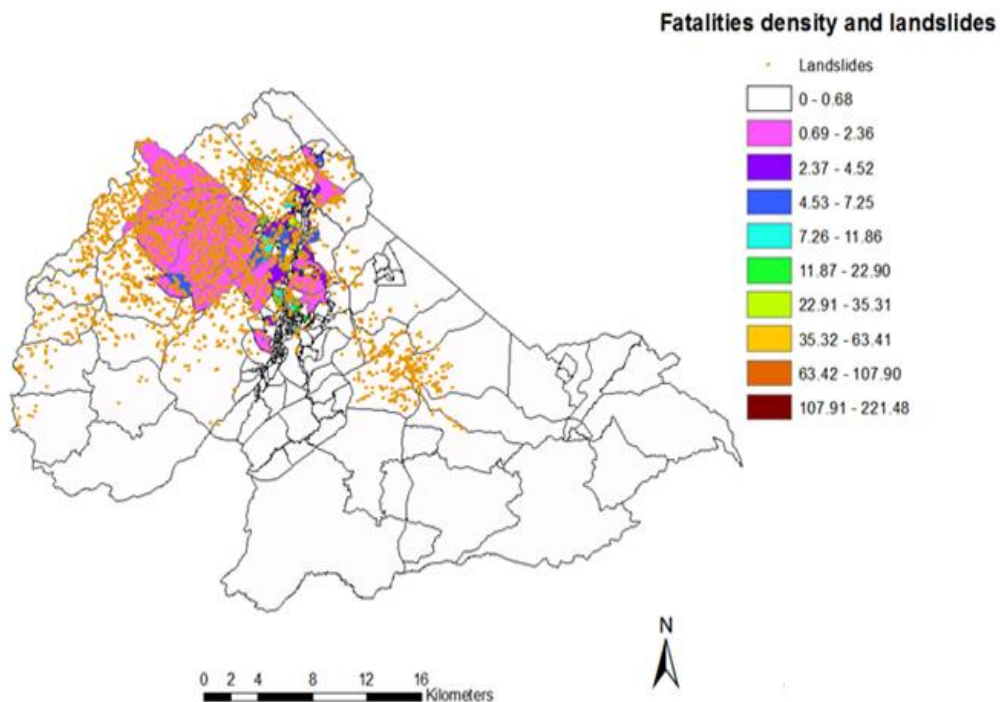 Fatalities density and landslides
Landslides
0 - 0.68
0.69 - 2.36
2.37 - 4.52
4.53 - 7.25
7.26 - 11.86
11.87 - 22.90
22.91 - 35.31
35.32 - 63.41
63.42 - 107.90
107.91 - 221.48
N
0 2 4 8 12 16
Kilometers